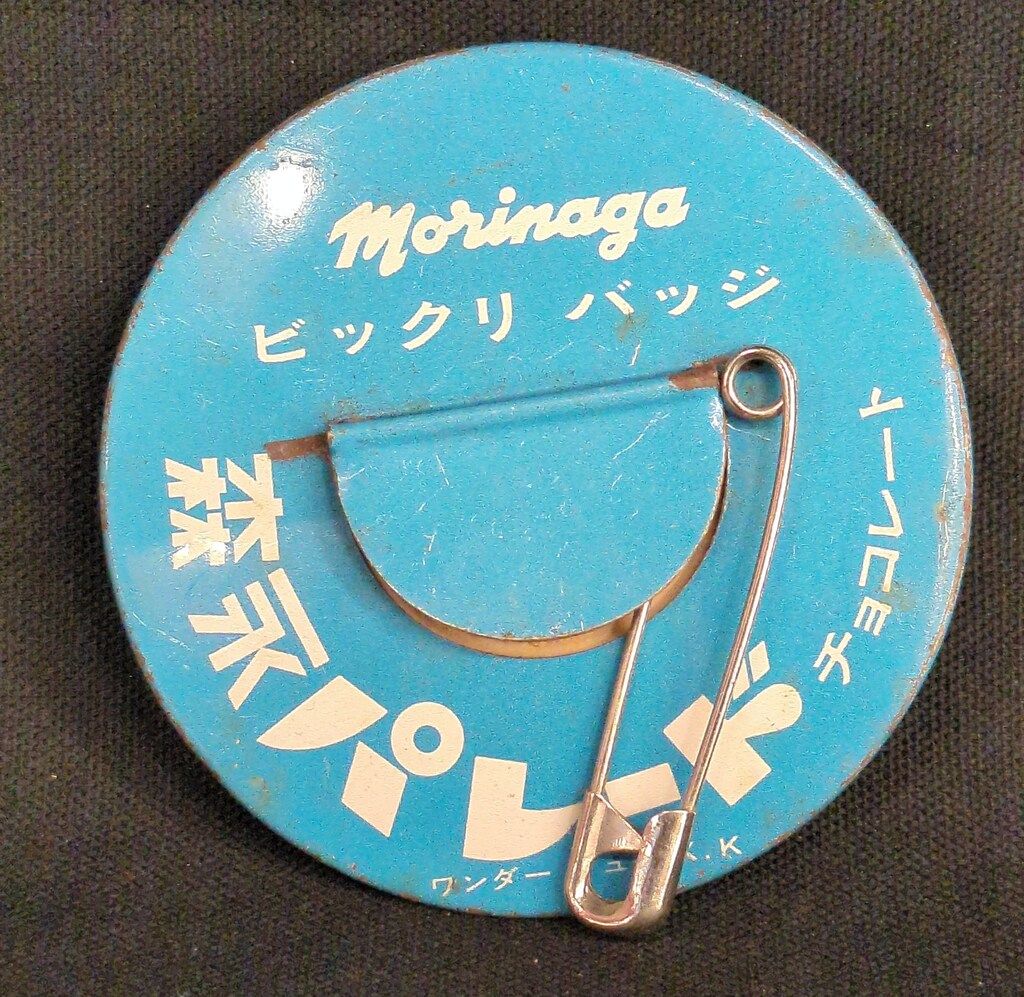 Morinaga
ビックリ バッジ
森永パレード
チョコレート
ワンダー K.K